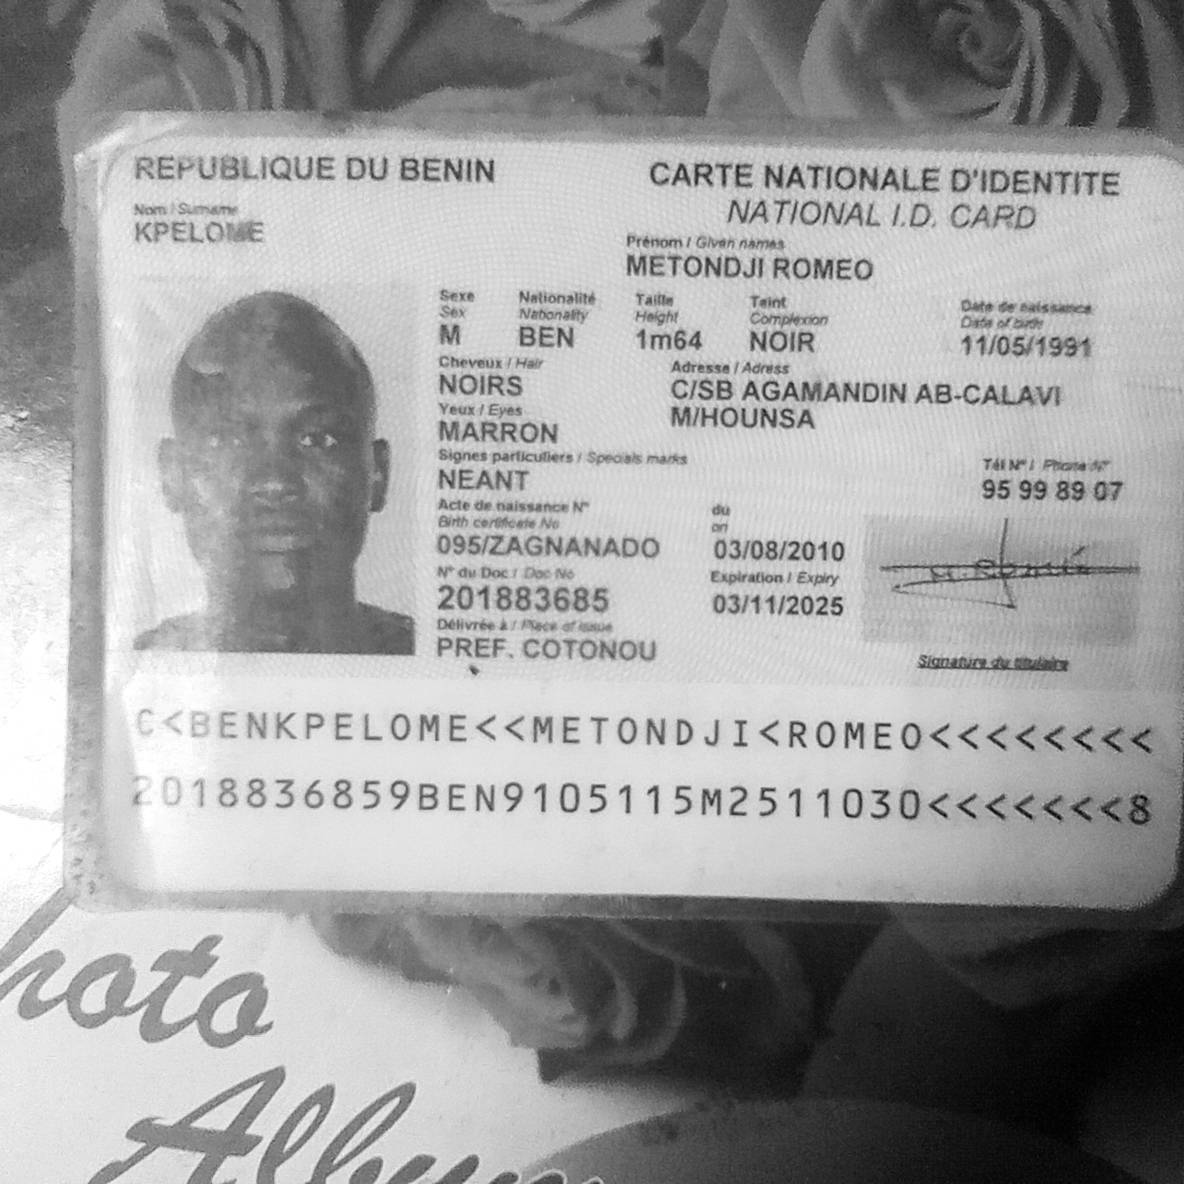 REPUBLIQUE DU BENIN
CARTE NATIONALE D'IDENTITE
NATIONAL I.D. CARD
Nom / Surname
KPELOME
Prénom / Given names
METONDJI ROMEO
Sexe Nationalité Taille Teint Date de naissance
Sex Nationality Height Complexion Date of birth
M BEN 1m64 NOIR 11/05/1991
Cheveux / Hair
NOIRS
Adresse / Adress
C/SB AGAMANDIN AB-CALAVI
M/HOUNSA
Yeux / Eyes
MARRON
Signes particuliers / Specials marks
NEANT
Tél N° / Phone N°
95 99 89 07
Acte de naissance N° du
Birth certificate No on
095/ZAGNANADO 03/08/2010
N° du Doc / Doc No Expiration / Expiry
201883685 03/11/2025
Délivrée à / Place of issue
PREF. COTONOU
Signature du titulaire
C<BENKPELOME<<METONDJI<ROMEO<<<<<<<<
2018836859BEN9105115M2511030<<<<<<<8
hoto
Album